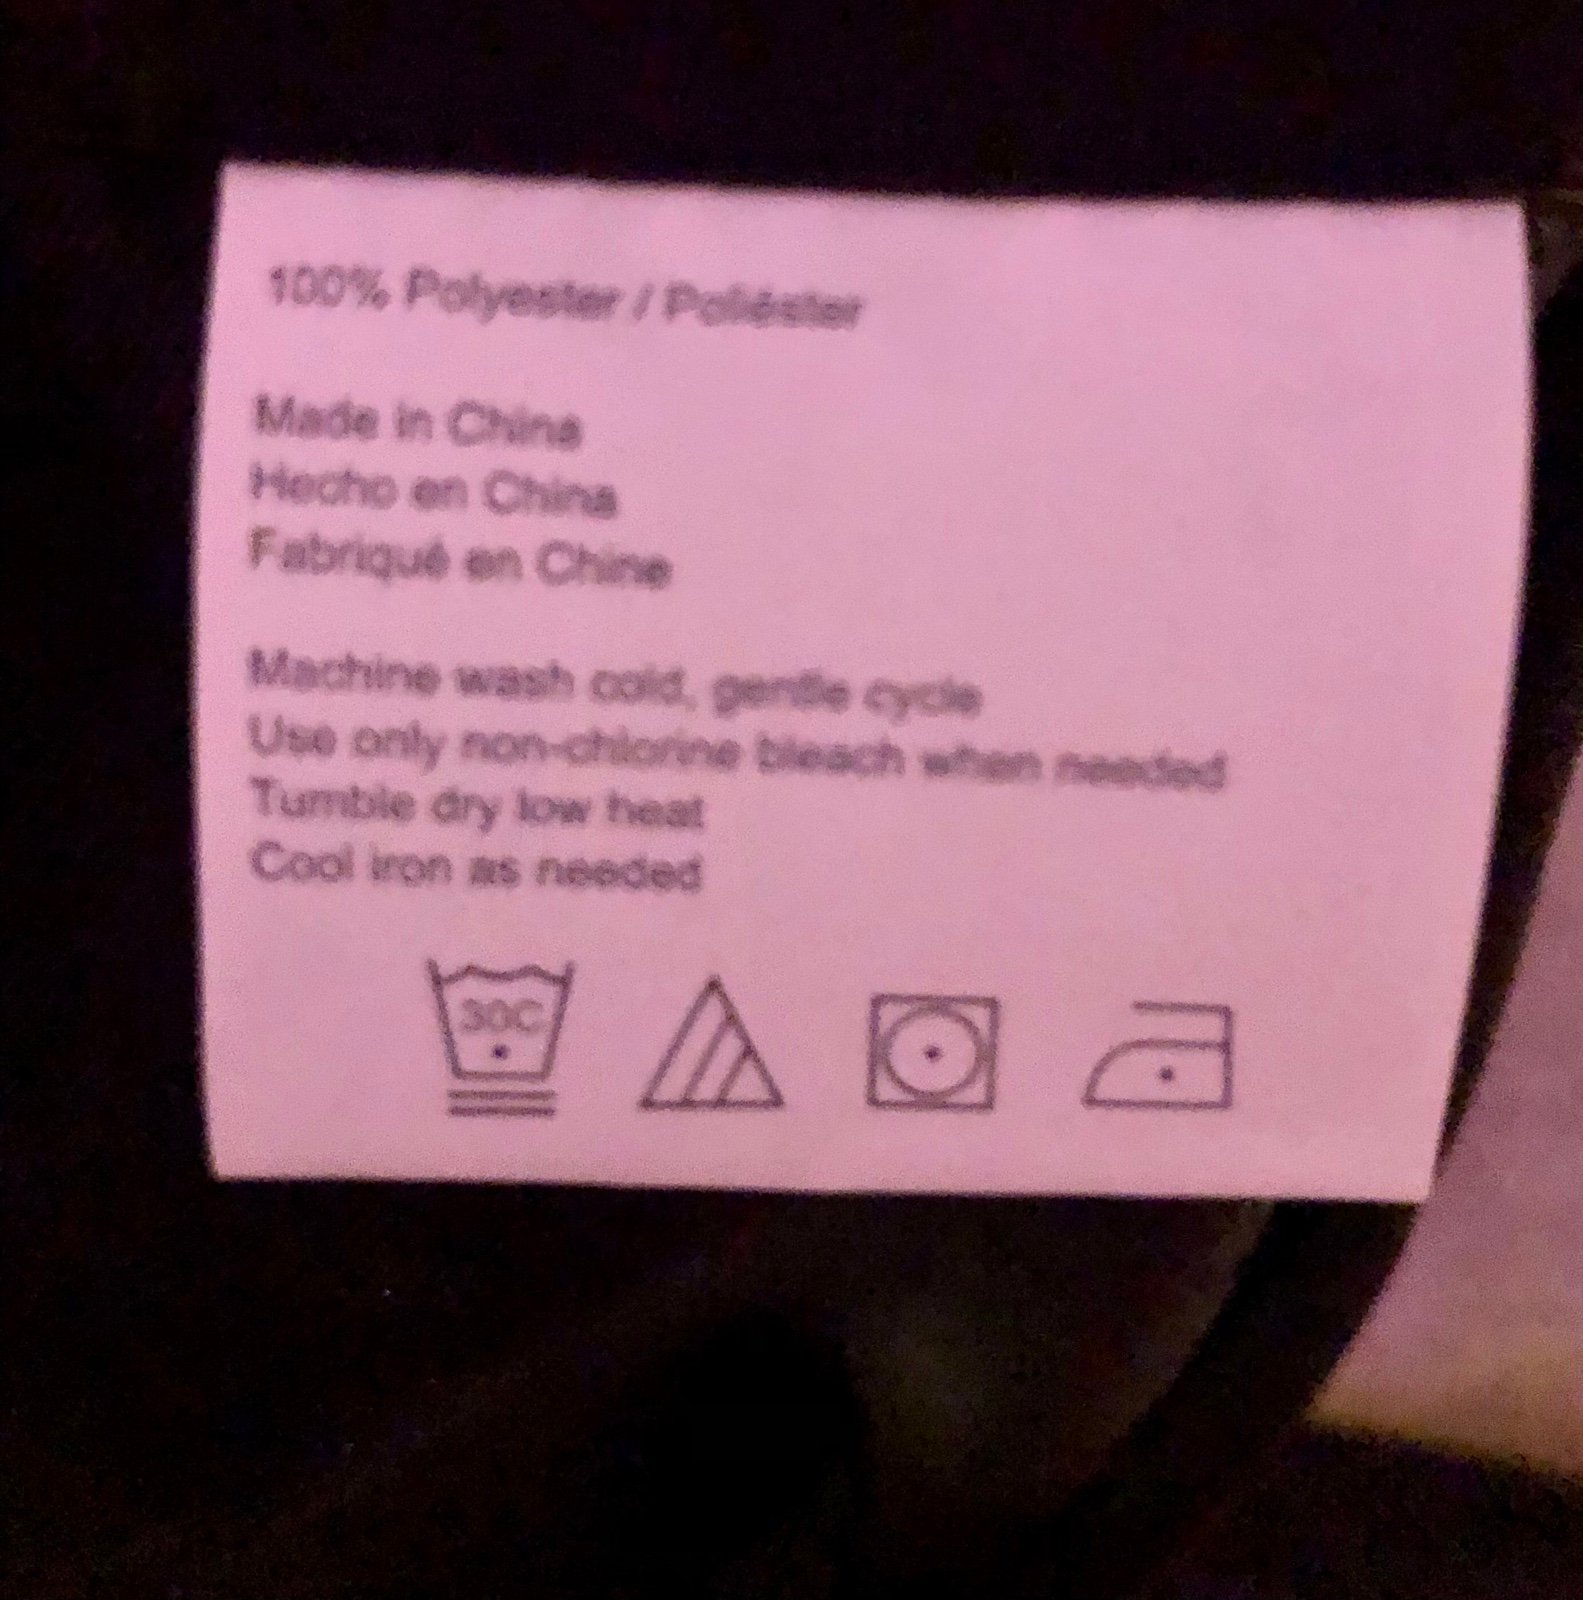 100% Polyester / Poliéster
Made in China
Hecho en China
Fabriqué en Chine
Machine wash cold, gentle cycle
Use only non-chlorine bleach when needed
Tumble dry low heat
Cool iron as needed
30C